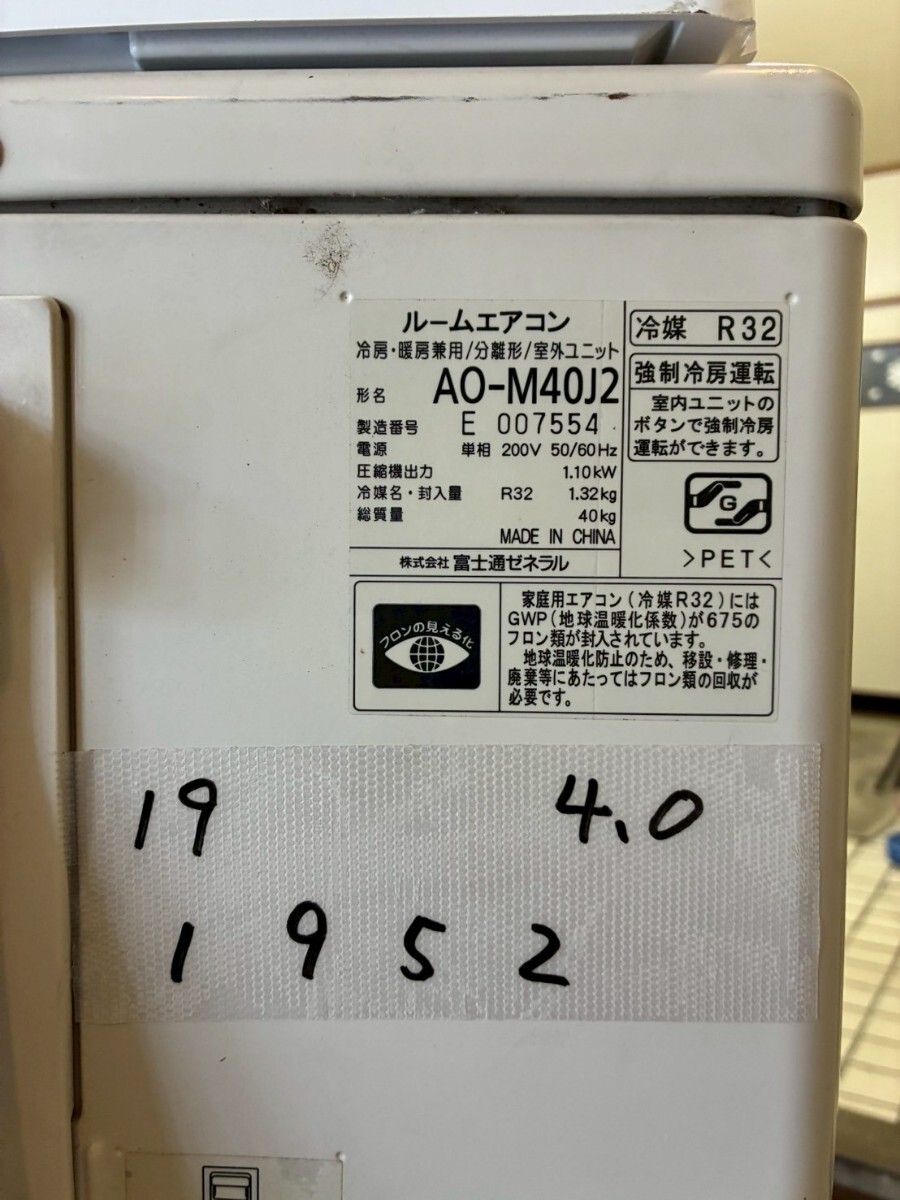 ルームエアコン
冷房・暖房兼用/分離形/室外ユニット
形名 AO-M40J2
製造番号 E 007554
電源 単相 200V 50/60Hz
圧縮機出力 1.10kW
冷媒名・封入量 R32 1.32kg
総質量 40kg
MADE IN CHINA
株式会社 富士通ゼネラル
冷媒 R32
強制冷房運転
室内ユニットの
ボタンで強制冷房
運転ができます。
G
>PET<
フロンの見える化
家庭用エアコン(冷媒R32)には
GWP(地球温暖化係数)が675の
フロン類が封入されています。
地球温暖化防止のため、移設・修理・
廃棄等にあたってはフロン類の回収が
必要です。
19 4.0
1952